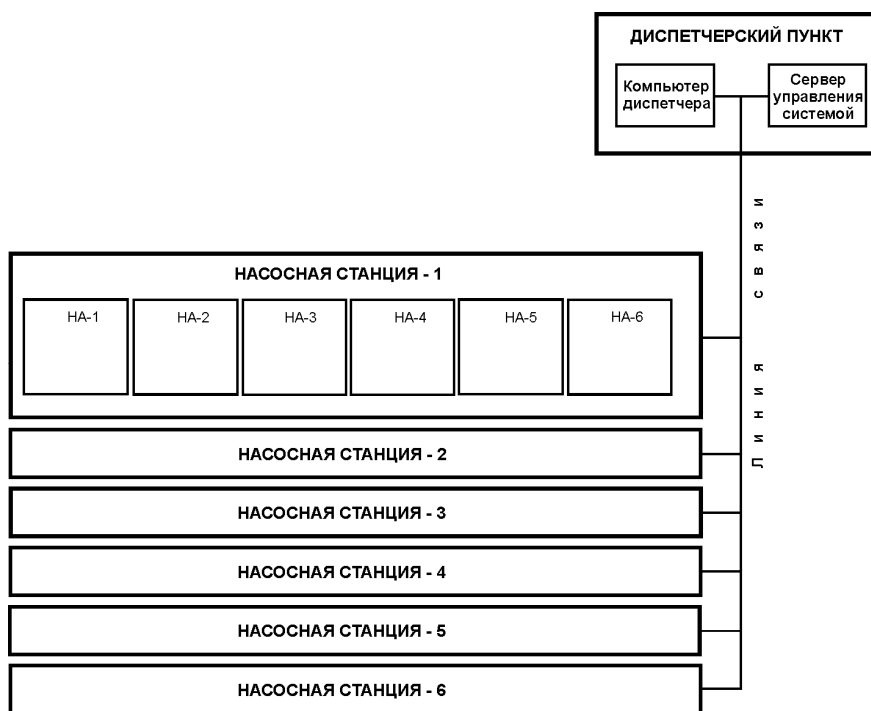 ДИСПЕТЧЕРСКИЙ ПУНКТ
Компьютер
диспетчера
Сервер
управления
системой
Линия связи
НАСОСНАЯ СТАНЦИЯ - 1
НА-1
НА-2
НА-3
НА-4
НА-5
НА-6
НАСОСНАЯ СТАНЦИЯ - 2
НАСОСНАЯ СТАНЦИЯ - 3
НАСОСНАЯ СТАНЦИЯ - 4
НАСОСНАЯ СТАНЦИЯ - 5
НАСОСНАЯ СТАНЦИЯ - 6